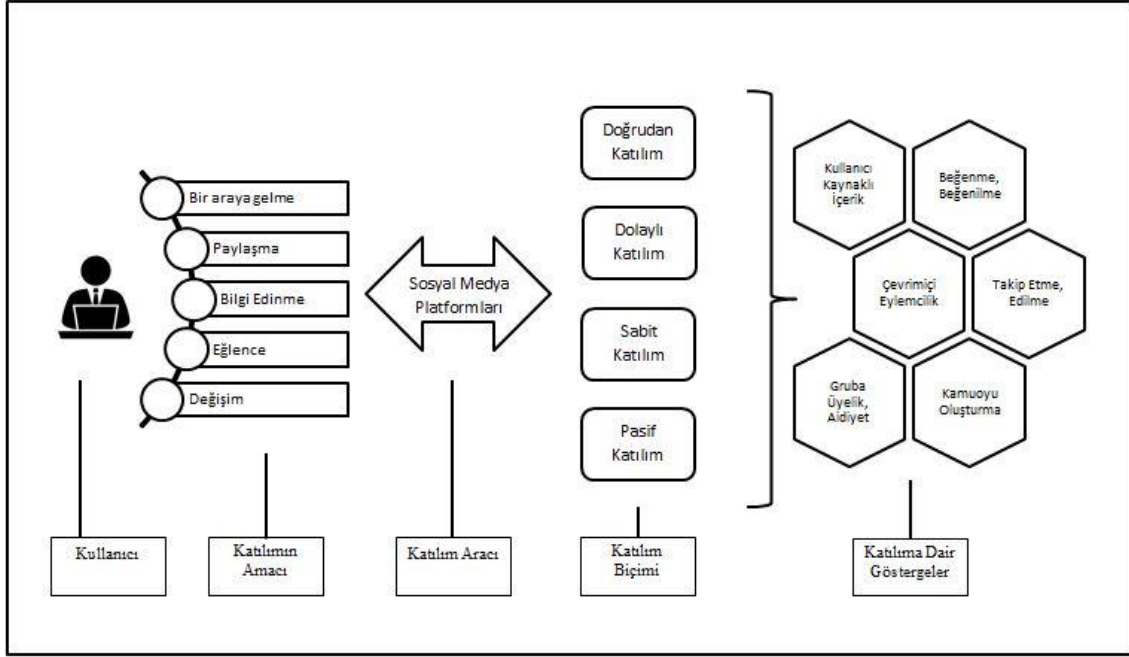 Bir araya gelme
Paylaşma
Bilgi Edinme
Eğlence
Değişim
Sosyal Medya
Platformları
Doğrudan
Katılım
Dolaylı
Katılım
Sabit
Katılım
Pasif
Katılım
Kullanıcı
Kaynaklı
İçerik
Beğenme,
Beğenilme
Çevrimiçi
Eylemcilik
Takip Etme,
Edilme
Gruba
Üyelik,
Aidiyet
Kamuoyu
Oluşturma
Kullanıcı
Katılımın
Amacı
Katılım Aracı
Katılım
Biçimi
Katılıma Dair
Göstergeler